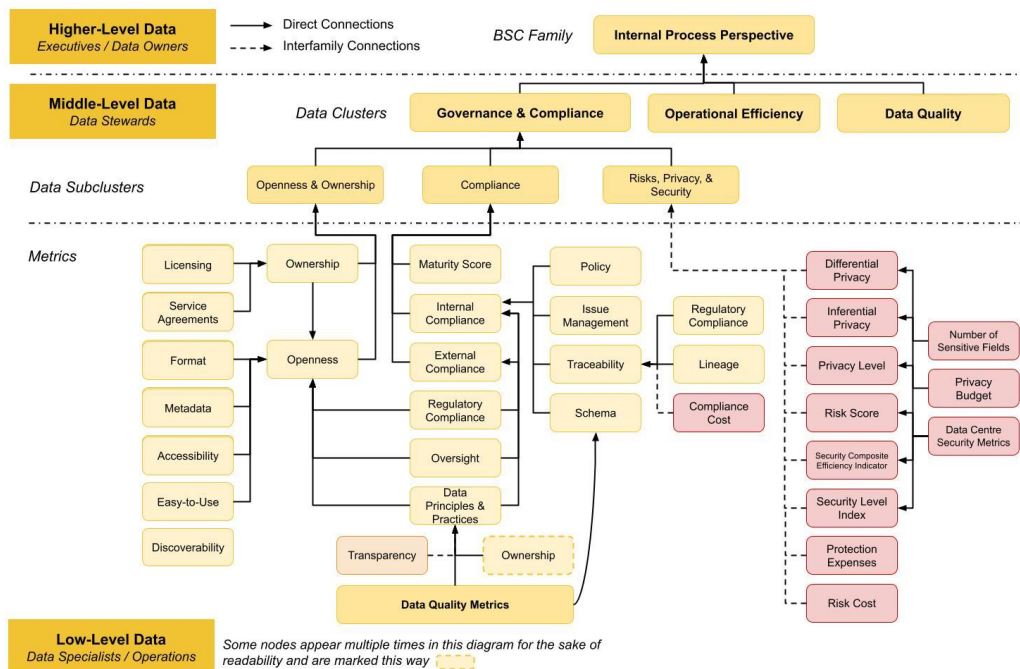 Higher-Level Data
Executives / Data Owners
Direct Connections
Interfamily Connections
BSC Family
Internal Process Perspective
Middle-Level Data
Data Stewards
Data Clusters
Governance & Compliance
Operational Efficiency
Data Quality
Data Subclusters
Openness & Ownership
Compliance
Risks, Privacy, &
Security
Metrics
Licensing
Service
Agreements
Format
Metadata
Accessibility
Easy-to-Use
Discoverability
Ownership
Openness
Maturity Score
Internal
Compliance
External
Compliance
Regulatory
Compliance
Oversight
Data
Principles &
Practices
Policy
Issue
Management
Traceability
Schema
Regulatory
Compliance
Lineage
Compliance
Cost
Differential
Privacy
Inferential
Privacy
Privacy Level
Risk Score
Security Composite
Efficiency Indicator
Security Level
Index
Protection
Expenses
Risk Cost
Number of
Sensitive Fields
Privacy
Budget
Data Centre
Security Metrics
Transparency
Ownership
Data Quality Metrics
Low-Level Data
Data Specialists / Operations
Some nodes appear multiple times in this diagram for the sake of
readability and are marked this way